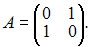 A = ( 0 1
1 0 ).